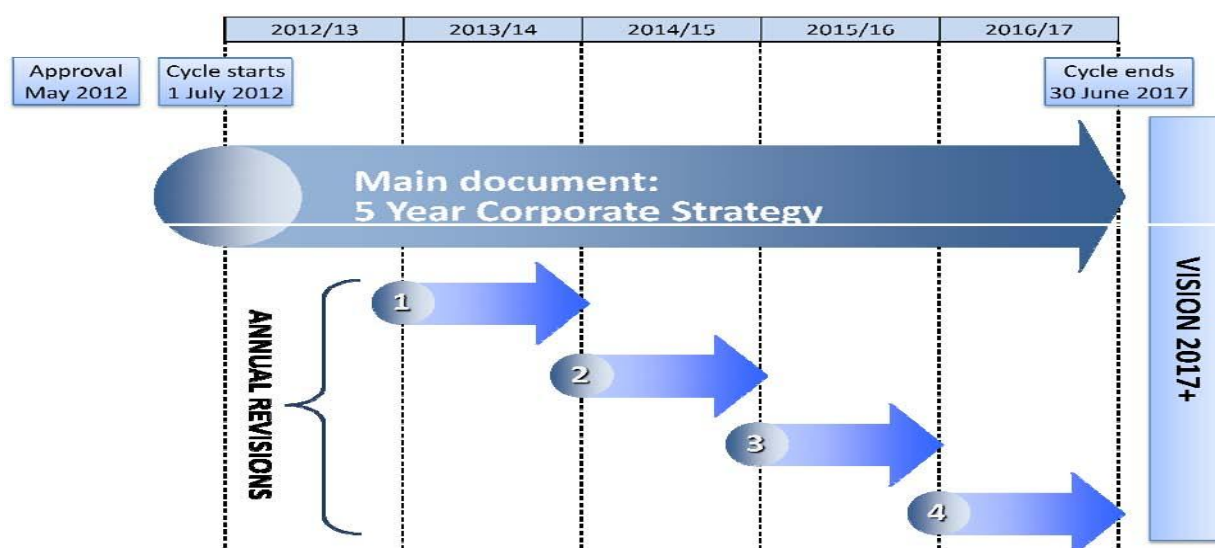 2012/13 2013/14 2014/15 2015/16 2016/17
Approval
May 2012
Cycle starts
1 July 2012
Cycle ends
30 June 2017
Main document:
5 Year Corporate Strategy
ANNUAL REVISIONS
1
2
3
4
VISION 2017+